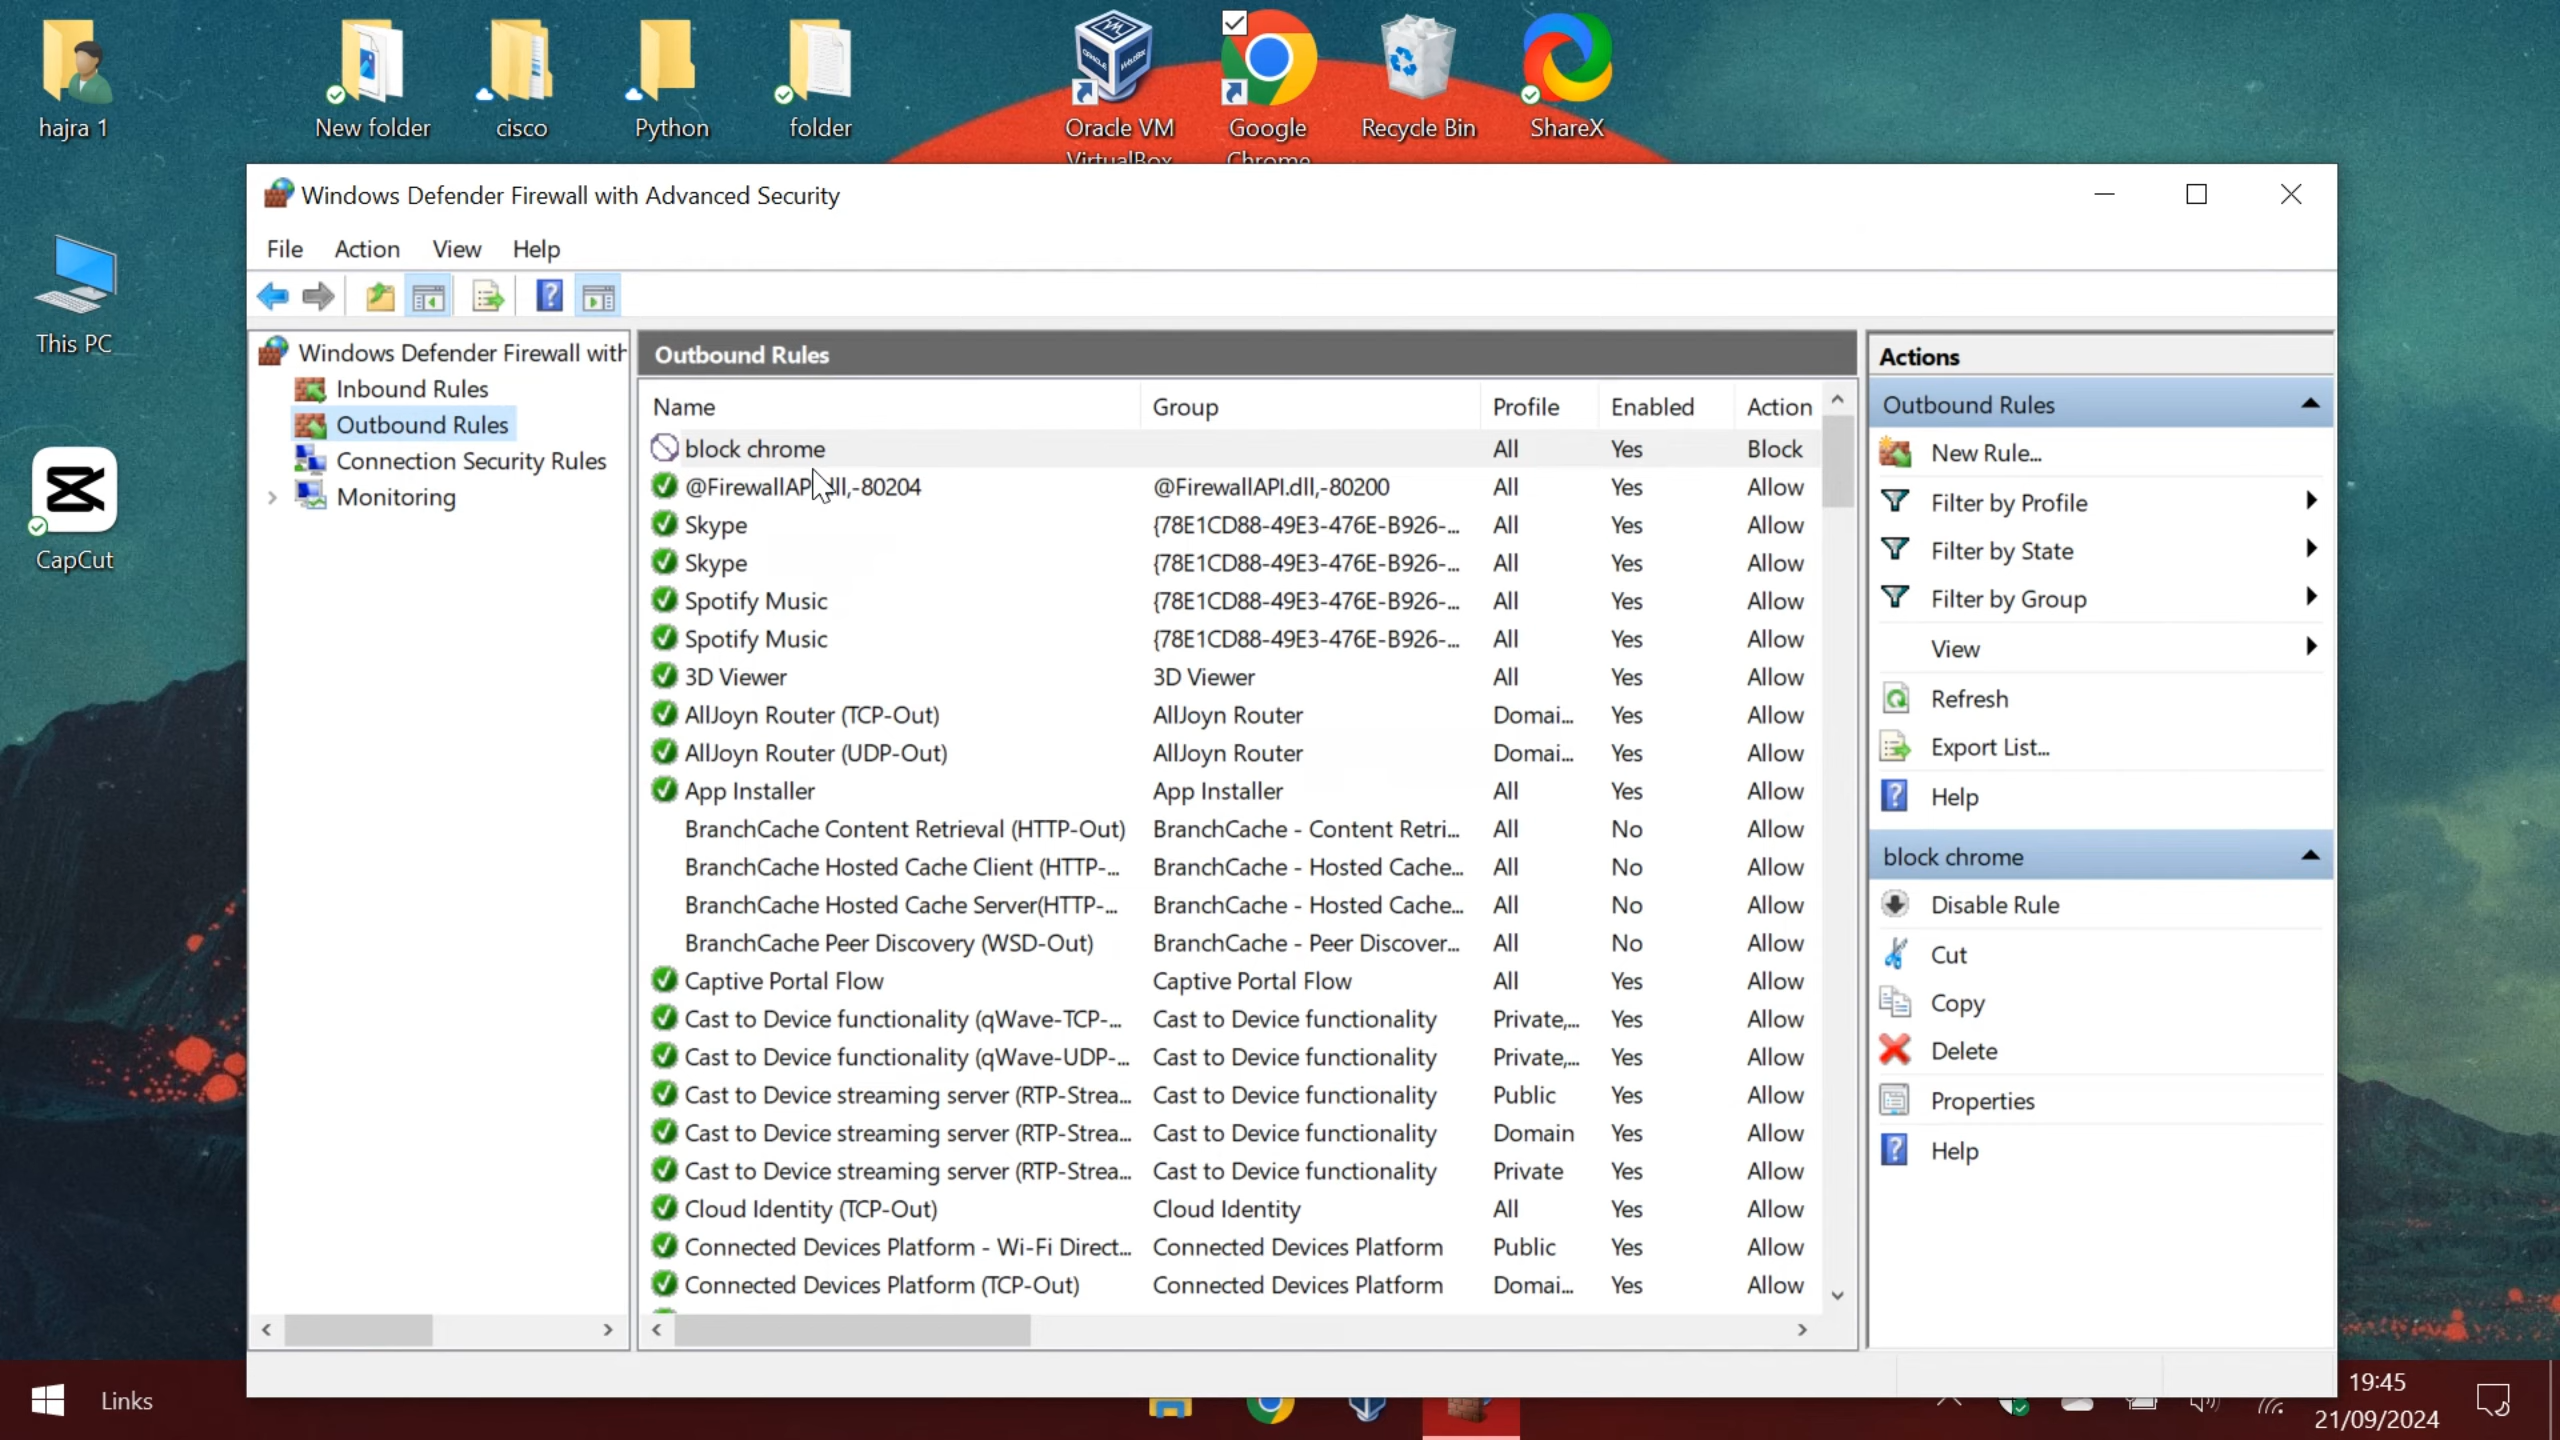 hajra 1
New folder
cisco
Python
folder
Oracle VM
VirtualBox
Google
Chrome
Recycle Bin
ShareX
This PC
CapCut
Windows Defender Firewall with Advanced Security
File Action View Help
Windows Defender Firewall with
Inbound Rules
Outbound Rules
Connection Security Rules
Monitoring
Outbound Rules
Name Group Profile Enabled Action
block chrome All Yes Block
@FirewallAPI.dll,-80204 @FirewallAPI.dll,-80200 All Yes Allow
Skype {78E1CD88-49E3-476E-B926-... All Yes Allow
Skype {78E1CD88-49E3-476E-B926-... All Yes Allow
Spotify Music {78E1CD88-49E3-476E-B926-... All Yes Allow
Spotify Music {78E1CD88-49E3-476E-B926-... All Yes Allow
3D Viewer 3D Viewer All Yes Allow
AllJoyn Router (TCP-Out) AllJoyn Router Domai... Yes Allow
AllJoyn Router (UDP-Out) AllJoyn Router Domai... Yes Allow
App Installer App Installer All Yes Allow
BranchCache Content Retrieval (HTTP-Out) BranchCache - Content Retri... All No Allow
BranchCache Hosted Cache Client (HTTP-... BranchCache - Hosted Cache... All No Allow
BranchCache Hosted Cache Server(HTTP-... BranchCache - Hosted Cache... All No Allow
BranchCache Peer Discovery (WSD-Out) BranchCache - Peer Discover... All No Allow
Captive Portal Flow Captive Portal Flow All Yes Allow
Cast to Device functionality (qWave-TCP-... Cast to Device functionality Private,... Yes Allow
Cast to Device functionality (qWave-UDP-... Cast to Device functionality Private,... Yes Allow
Cast to Device streaming server (RTP-Strea... Cast to Device functionality Public Yes Allow
Cast to Device streaming server (RTP-Strea... Cast to Device functionality Domain Yes Allow
Cast to Device streaming server (RTP-Strea... Cast to Device functionality Private Yes Allow
Cloud Identity (TCP-Out) Cloud Identity All Yes Allow
Connected Devices Platform - Wi-Fi Direct... Connected Devices Platform Public Yes Allow
Connected Devices Platform (TCP-Out) Connected Devices Platform Domai... Yes Allow
Actions
Outbound Rules
New Rule...
Filter by Profile
Filter by State
Filter by Group
View
Refresh
Export List...
Help
block chrome
Disable Rule
Cut
Copy
Delete
Properties
Help
Links
19:45
21/09/2024